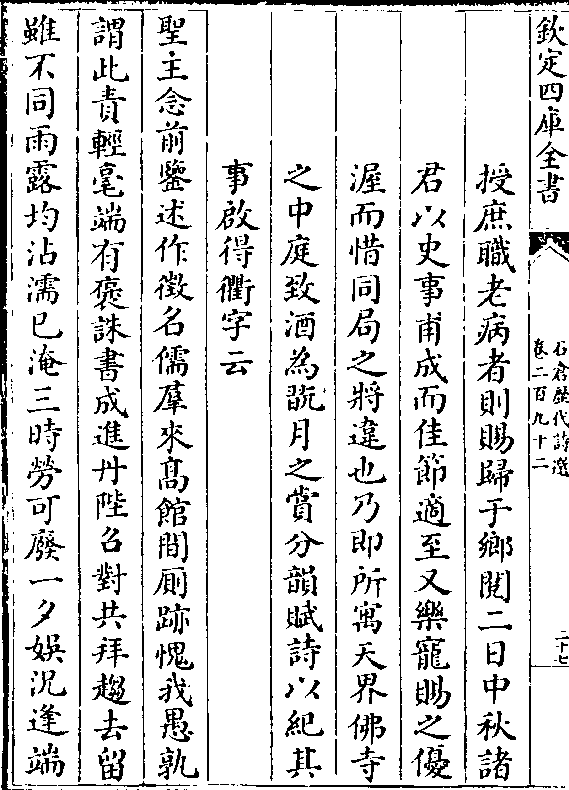 欽定四庫全書
石倉歷代詩選
卷二百九十二
二十七
授庶職老病者則賜歸于鄉閱二日中秋諸
君以史事甫成而佳節適至又樂寵賜之優
渥而惜同局之將違也乃即所寓天界佛寺
之中庭致酒為翫月之賞分韻賦詩以紀其
事啟得衢字云
聖主念前鑒述作徵名儒羣來髙館間厠跡愧我愚孰
謂此責輕毫端有褒誅書成進丹陛召對共拜趨去留
雖不同雨露均沾濡已淹三時勞可廢一夕娛況逢端